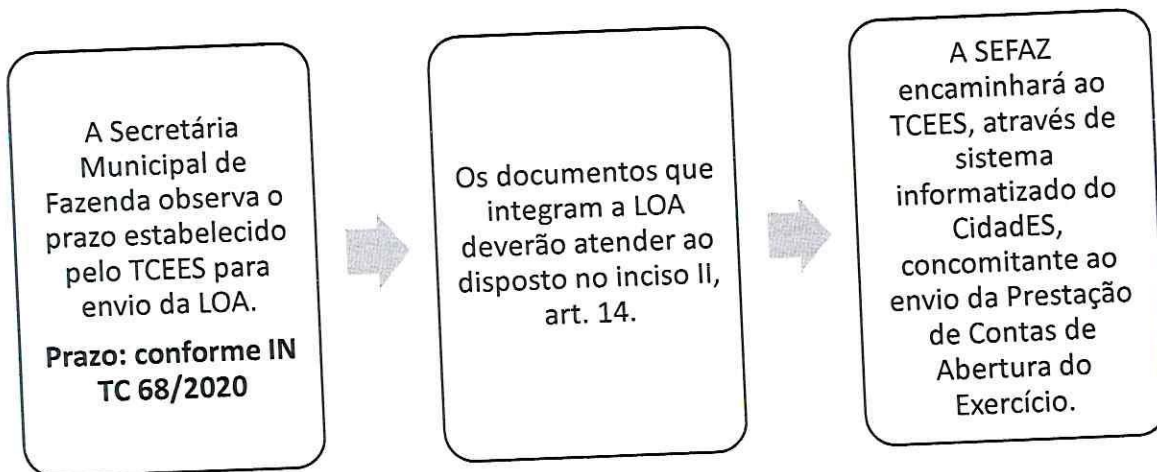 A Secretária
Municipal de
Fazenda observa o
prazo estabelecido
pelo TCEES para
envio da LOA.
Prazo: conforme IN
TC 68/2020
Os documentos que
integram a LOA
deverão atender ao
disposto no inciso II,
art. 14.
A SEFAZ
encaminhará ao
TCEES, através de
sistema
informatizado do
CidadES,
concomitante ao
envio da Prestação
de Contas de
Abertura do
Exercício.